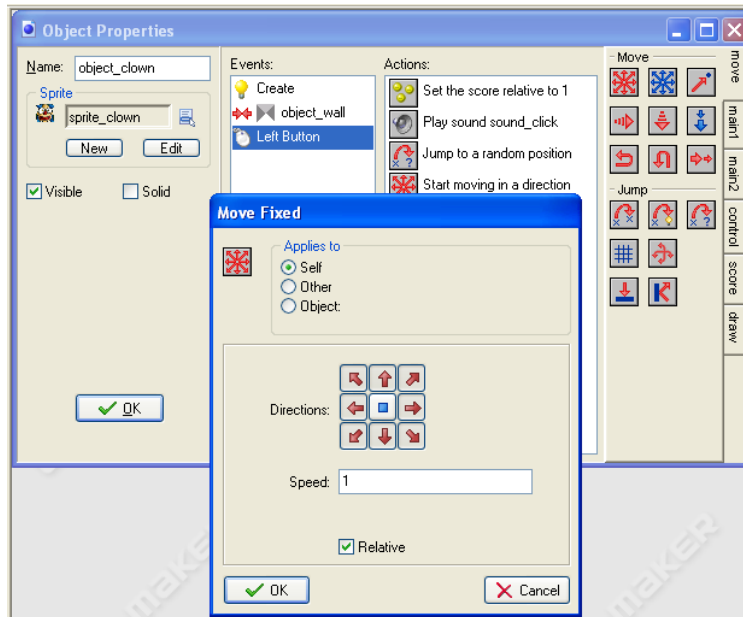 Object Properties
Name: object_clown
Sprite
sprite_clown
New Edit
Visible Solid
OK
Events:
Create
object_wall
Left Button
Actions:
Set the score relative to 1
Play sound sound_click
Jump to a random position
Start moving in a direction
Move
Jump
move
main1
main2
control
score
draw
Move Fixed
Applies to
Self
Other
Object:
Directions:
Speed: 1
Relative
OK Cancel
maker
maker